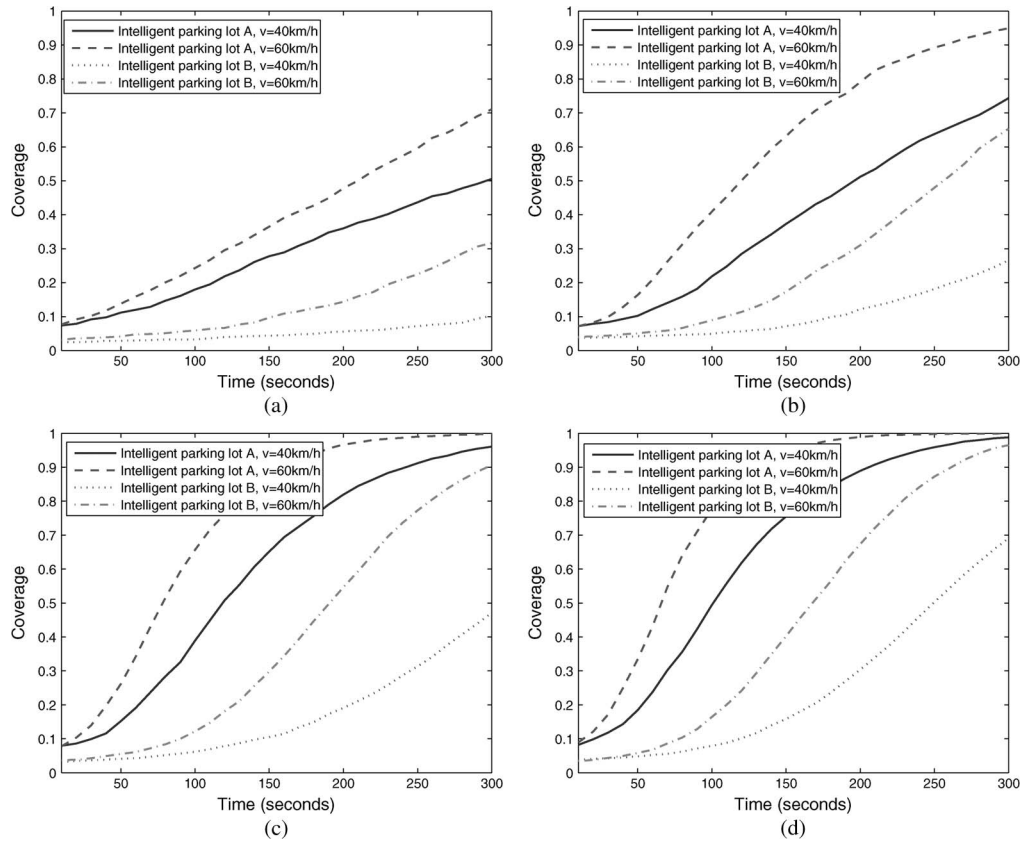 1
0.9
0.8
0.7
0.6
0.5
0.4
0.3
0.2
0.1
0
Coverage
Intelligent parking lot A, v=40km/h
Intelligent parking lot A, v=60km/h
Intelligent parking lot B, v=40km/h
Intelligent parking lot B, v=60km/h
50 100 150 200 250 300
Time (seconds)
(a)
1
0.9
0.8
0.7
0.6
0.5
0.4
0.3
0.2
0.1
0
Coverage
Intelligent parking lot A, v=40km/h
Intelligent parking lot A, v=60km/h
Intelligent parking lot B, v=40km/h
Intelligent parking lot B, v=60km/h
50 100 150 200 250 300
Time (seconds)
(b)
1
0.9
0.8
0.7
0.6
0.5
0.4
0.3
0.2
0.1
0
Coverage
Intelligent parking lot A, v=40km/h
Intelligent parking lot A, v=60km/h
Intelligent parking lot B, v=40km/h
Intelligent parking lot B, v=60km/h
50 100 150 200 250 300
Time (seconds)
(c)
1
0.9
0.8
0.7
0.6
0.5
0.4
0.3
0.2
0.1
0
Coverage
Intelligent parking lot A, v=40km/h
Intelligent parking lot A, v=60km/h
Intelligent parking lot B, v=40km/h
Intelligent parking lot B, v=60km/h
50 100 150 200 250 300
Time (seconds)
(d)